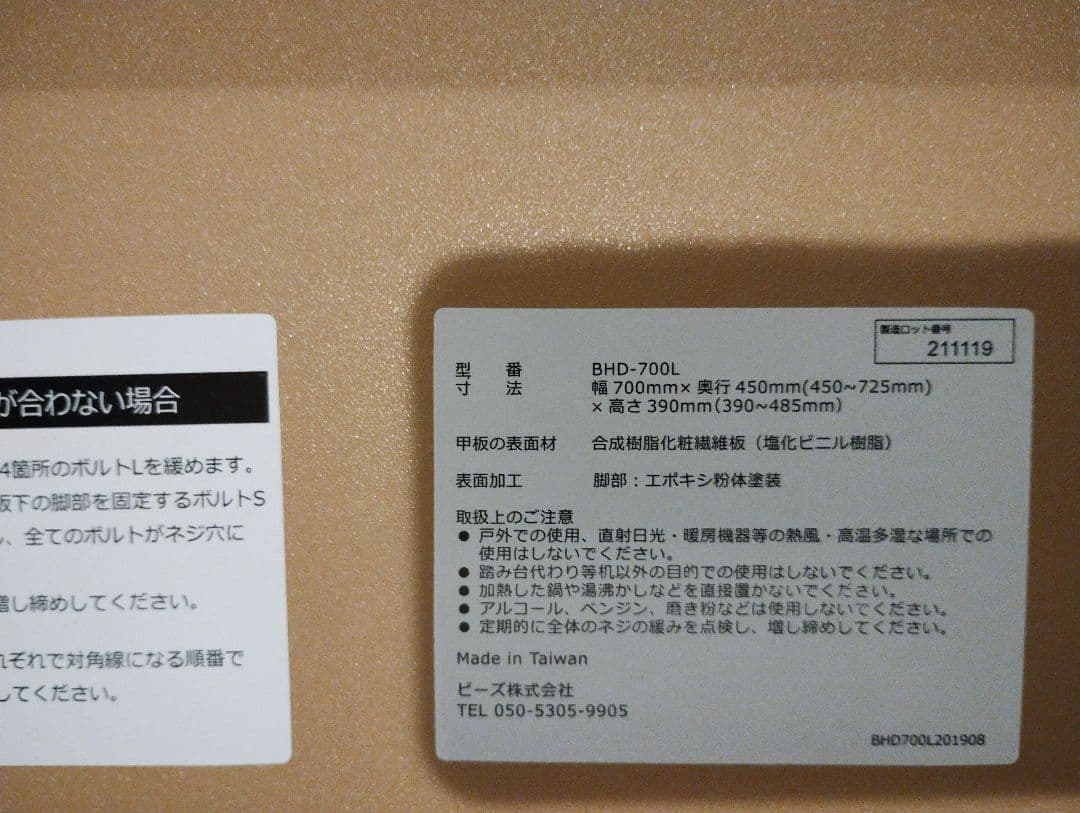 が合わない場合
4箇所のボルトLを緩めます。
下の脚部を固定するボルトS
、全てのボルトがネジ穴に
し締めしてください。
ぞれで対角線になる順番で
してください。
製造ロット番号
211119
型番 BHD-700L
寸法 幅700mm×奥行450mm(450~725mm)
×高さ390mm(390~485mm)
甲板の表面材 合成樹脂化粧繊維板（塩化ビニル樹脂）
表面加工 脚部：エポキシ粉体塗装
取扱上のご注意
● 戸外での使用、直射日光・暖房機器等の熱風・高温多湿な場所での
使用はしないでください。
● 踏み台代わり等机以外の目的での使用はしないでください。
● 加熱した鍋や湯沸かしなどを直接置かないでください。
● アルコール、ベンジン、磨き粉などは使用しないでください。
● 定期的に全体のネジの緩みを点検し、増し締めしてください。
Made in Taiwan
ビーズ株式会社
TEL 050-5305-9905
BHD700L201908